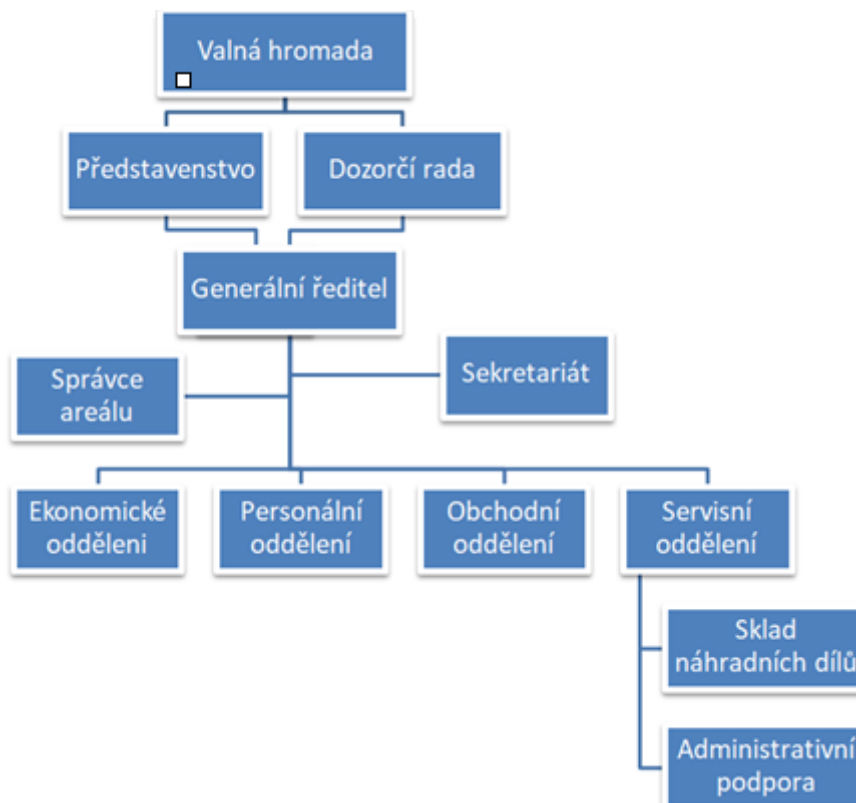 Valná hromada
Představenstvo
Dozorčí rada
Generální ředitel
Správce
areálu
Sekretariát
Ekonomické
odděleni
Personální
oddělení
Obchodní
oddělení
Servisní
oddělení
Sklad
náhradních dílů
Administrativní
podpora